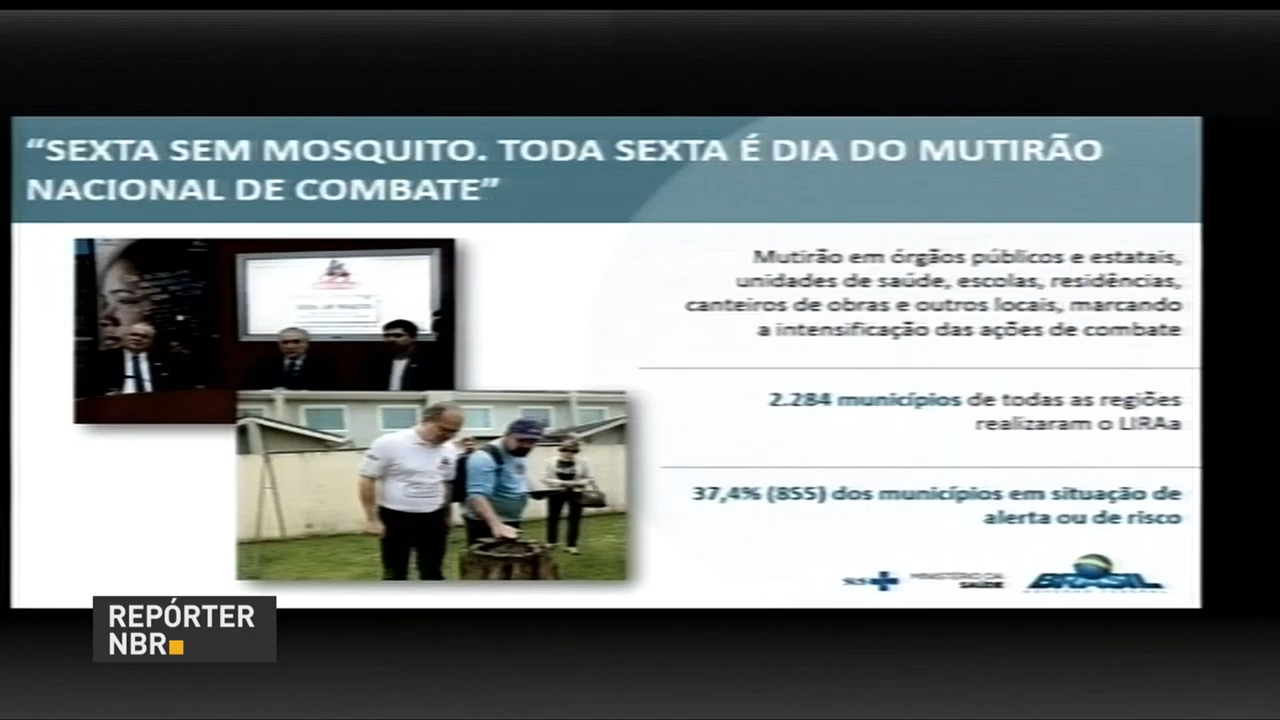 “SEXTA SEM MOSQUITO. TODA SEXTA É DIA DO MUTIRÃO
NACIONAL DE COMBATE”
Mutirão em órgãos públicos e estatais,
unidades de saúde, escolas, residências,
canteiros de obras e outros locais, marcando
a intensificação das ações de combate
2.284 municípios de todas as regiões
realizaram o LIRAa
37,4% (855) dos municípios em situação de
alerta ou de risco
SUS
MINISTÉRIO DA
SAÚDE
BRASIL
GOVERNO FEDERAL
REPÓRTER
NBR